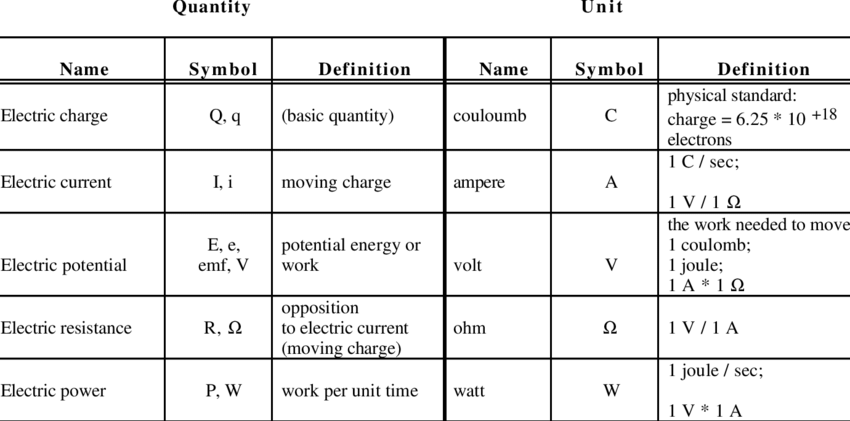 Quantity Unit
Name Symbol Definition Name Symbol Definition
Electric charge Q, q (basic quantity) couloumb C physical standard:
charge = 6.25 * 10 +18
electrons
Electric current I, i moving charge ampere A 1 C / sec;
1 V / 1 Ω
Electric potential E, e,
emf, V potential energy or
work volt V the work needed to move
1 coulomb;
1 joule;
1 A * 1 Ω
Electric resistance R, Ω opposition
to electric current
(moving charge) ohm Ω 1 V / 1 A
Electric power P, W work per unit time watt W 1 joule / sec;
1 V * 1 A